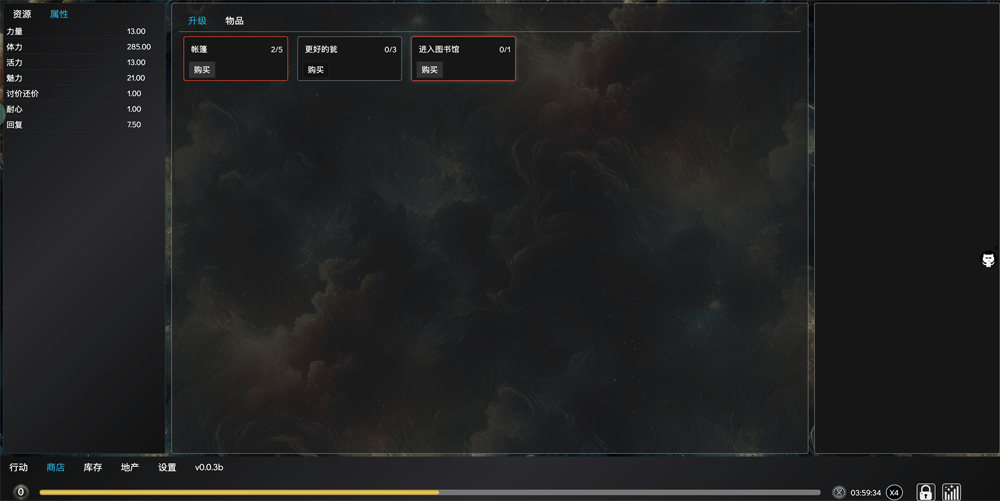 资源 属性
力量 13.00
体力 285.00
活力 13.00
魅力 21.00
讨价还价 1.00
耐心 1.00
回复 7.50
升级 物品
帐篷 2/5
购买
更好的瓮 0/3
购买
进入图书馆 0/1
购买
行动 商店 库存 地产 设置 v0.0.3b
0 03:59:34 X4